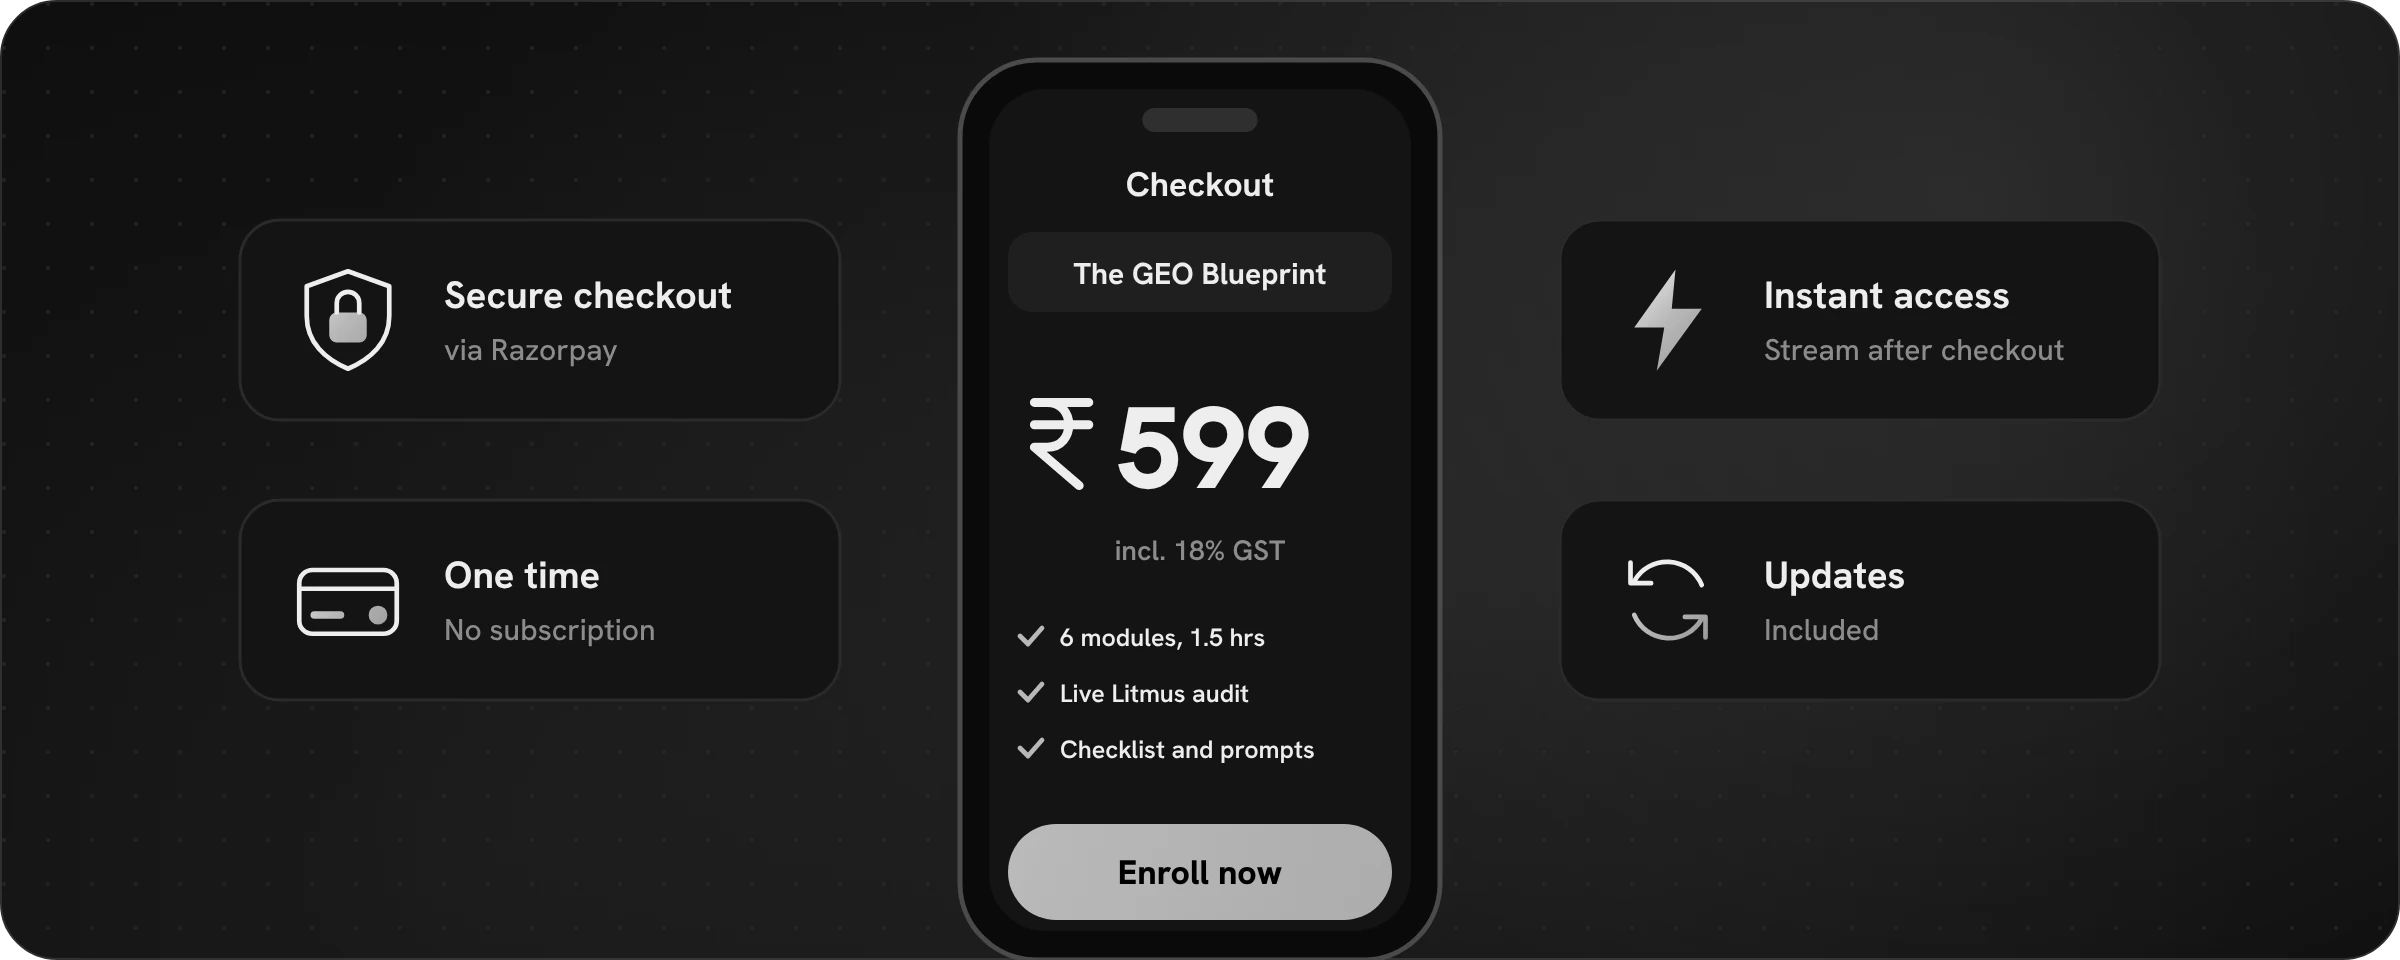 Secure checkout
via Razorpay
One time
No subscription
Checkout
The GEO Blueprint
₹ 599
incl. 18% GST
6 modules, 1.5 hrs
Live Litmus audit
Checklist and prompts
Enroll now
Instant access
Stream after checkout
Updates
Included